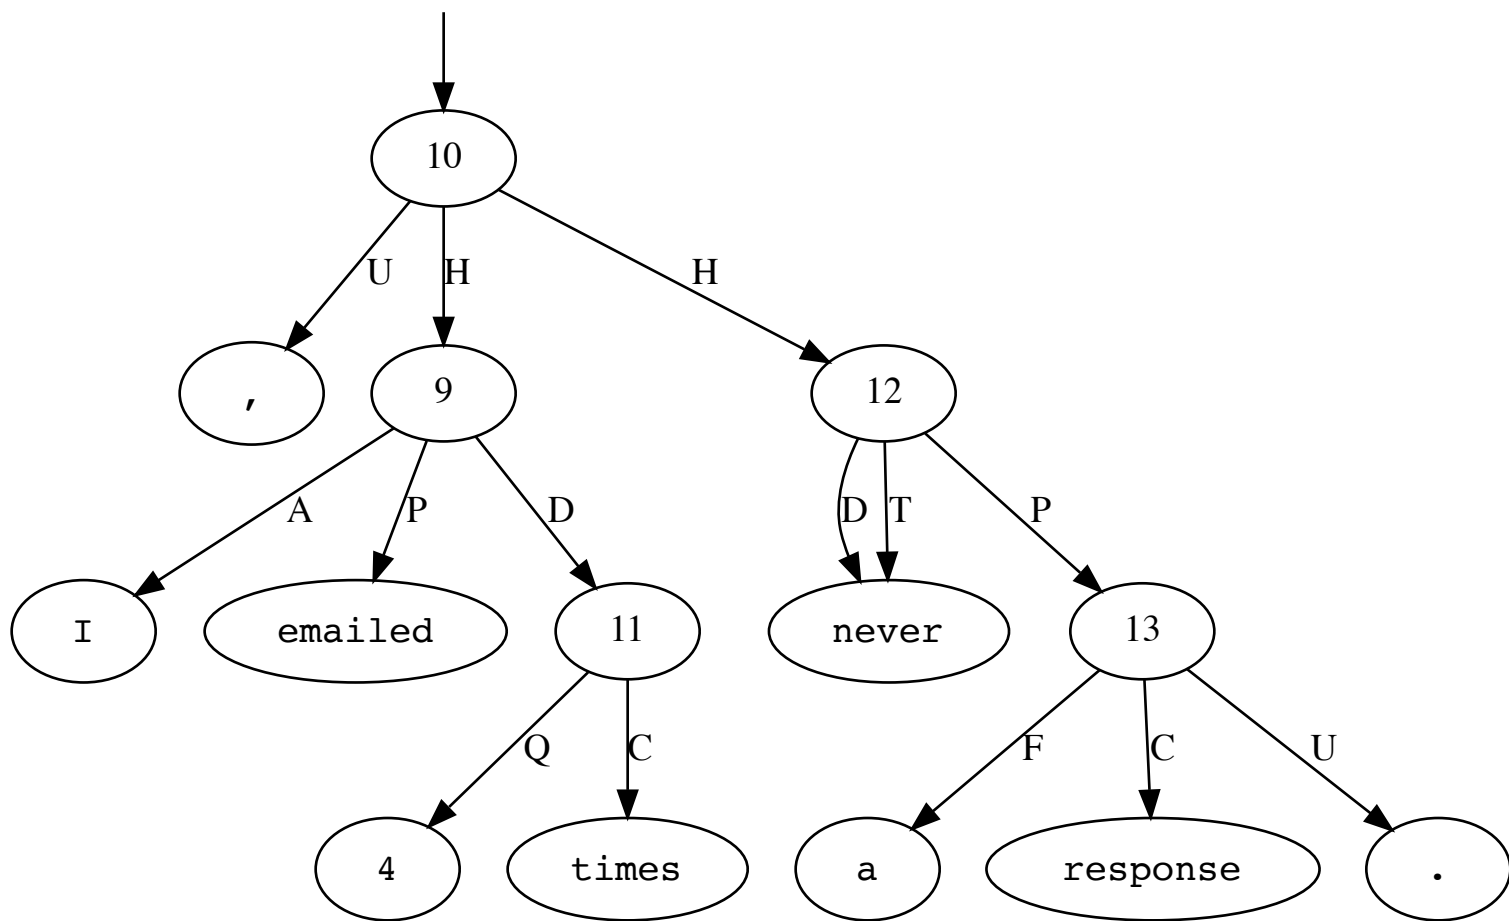 10
U H H
, 9 12
A P D D T P
I emailed 11 never 13
Q C F C U
4 times a response .